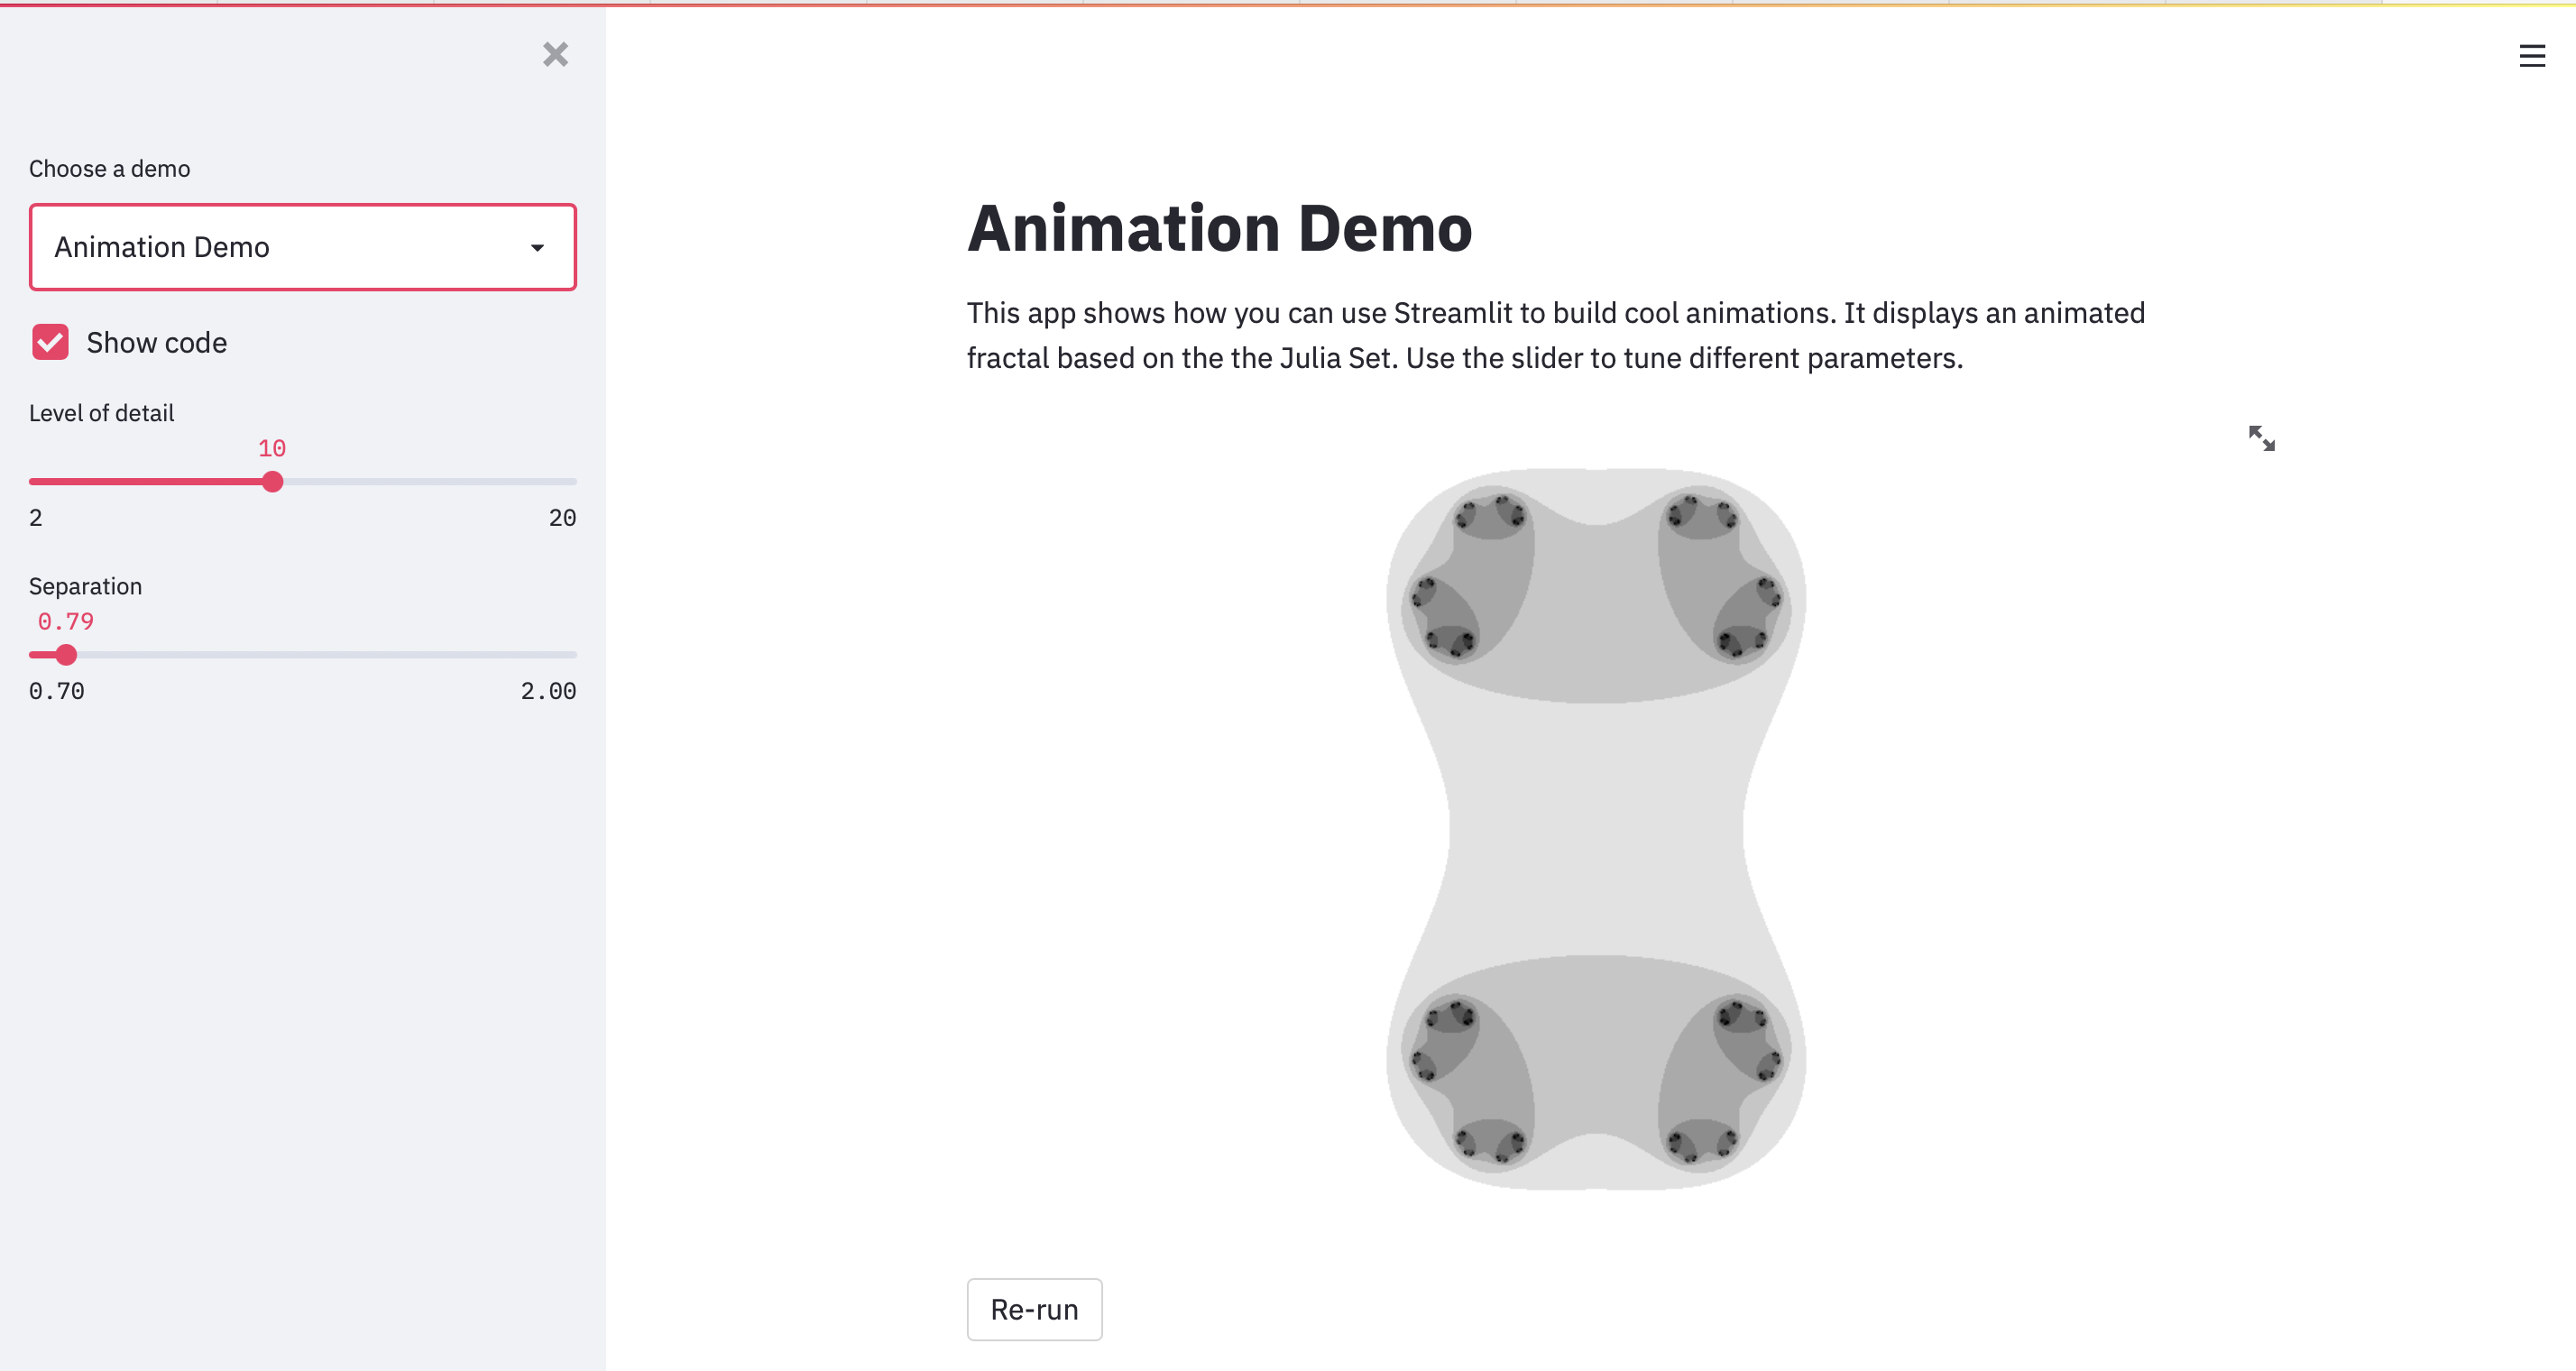 Choose a demo
Animation Demo
Show code
Level of detail
10
2 20
Separation
0.79
0.70 2.00
Animation Demo
This app shows how you can use Streamlit to build cool animations. It displays an animated
fractal based on the the Julia Set. Use the slider to tune different parameters.
Re-run